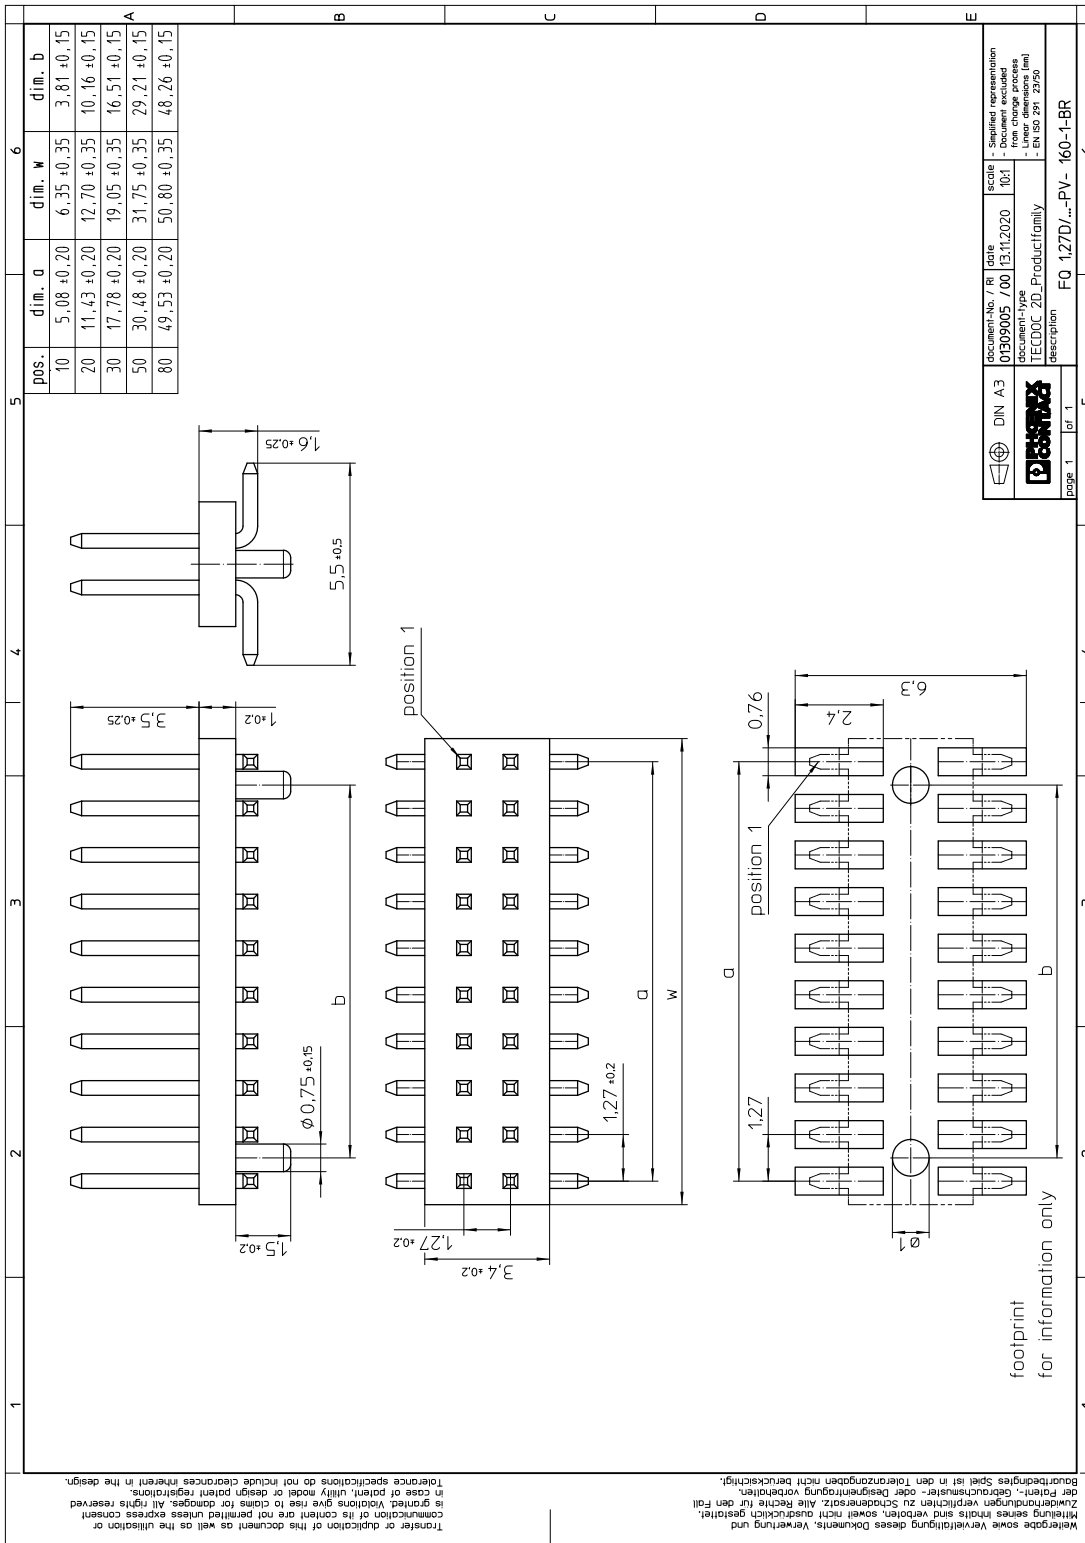 pos. dim. a dim. w dim. b
10 5,08 ±0,20 6,35 ±0,35 3,81 ±0,15
20 11,43 ±0,20 12,70 ±0,35 10,16 ±0,15
30 17,78 ±0,20 19,05 ±0,35 16,51 ±0,15
50 30,48 ±0,20 31,75 ±0,35 29,21 ±0,15
80 49,53 ±0,20 50,80 ±0,35 48,26 ±0,15
1 2 3 4 5 6
A
B
C
D
E
3,5 ±0,25
1 ±0,2
1,5 ±0,2
Ø 0,75 ±0,15
b
1,6 ±0,25
5,5 ±0,5
position 1
1,27 ±0,2
3,4 ±0,2
1,27 ±0,2
a
w
a
position 1
0,76
2,4
6,3
1,27
Ø1
b
footprint
for information only
DIN A3
PHOENIX
CONTACT
page 1 of 1
document-No. / RI
01309005 / 00
date
13.11.2020
scale
10:1
- Simplified representation
- Document excluded
from change process
- Linear dimensions [mm]
- EN ISO 291 23/50
document-type
TECDOC 2D_Productfamily
description
FQ 1,27D/...-PV- 160-1-BR
Weitergabe sowie Vervielfältigung dieses Dokuments, Verwertung und
Mitteilung seines Inhalts sind verboten, soweit nicht ausdrücklich gestattet.
Zuwiderhandlungen verpflichten zu Schadenersatz. Alle Rechte für den Fall
der Patent-, Gebrauchsmuster- oder Designeintragung vorbehalten.
Bauartbedingtes Spiel ist in den Toleranzangaben nicht berücksichtigt.
Transfer or duplication of this document as well as the utilisation or
communication of its content are not permitted unless express consent
is granted. Violations give rise to claims for damages. All rights reserved
in case of patent, utility model or design patent registrations.
Tolerance specifications do not include clearances inherent in the design.